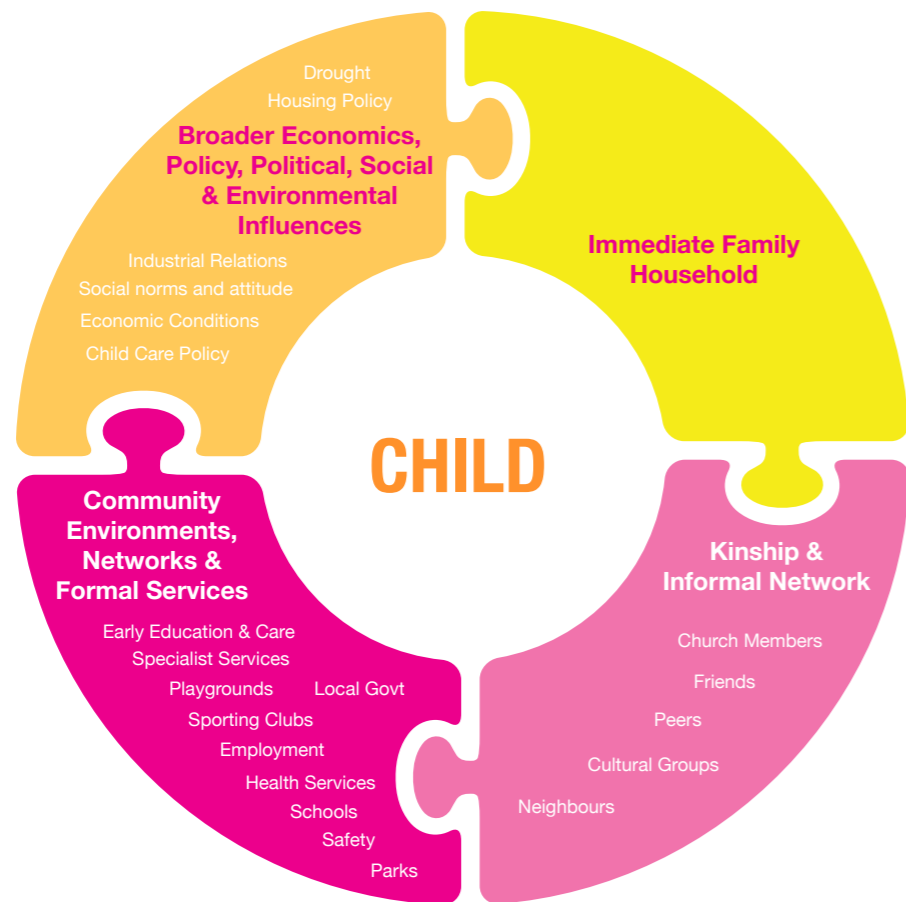 Drought
Housing Policy
Broader Economics,
Policy, Political, Social
& Environmental
Influences
Industrial Relations
Social norms and attitude
Economic Conditions
Child Care Policy
Immediate Family
Household
CHILD
Community
Environments,
Networks &
Formal Services
Early Education & Care
Specialist Services
Playgrounds
Local Govt
Sporting Clubs
Employment
Health Services
Schools
Safety
Parks
Kinship &
Informal Network
Church Members
Friends
Peers
Cultural Groups
Neighbours